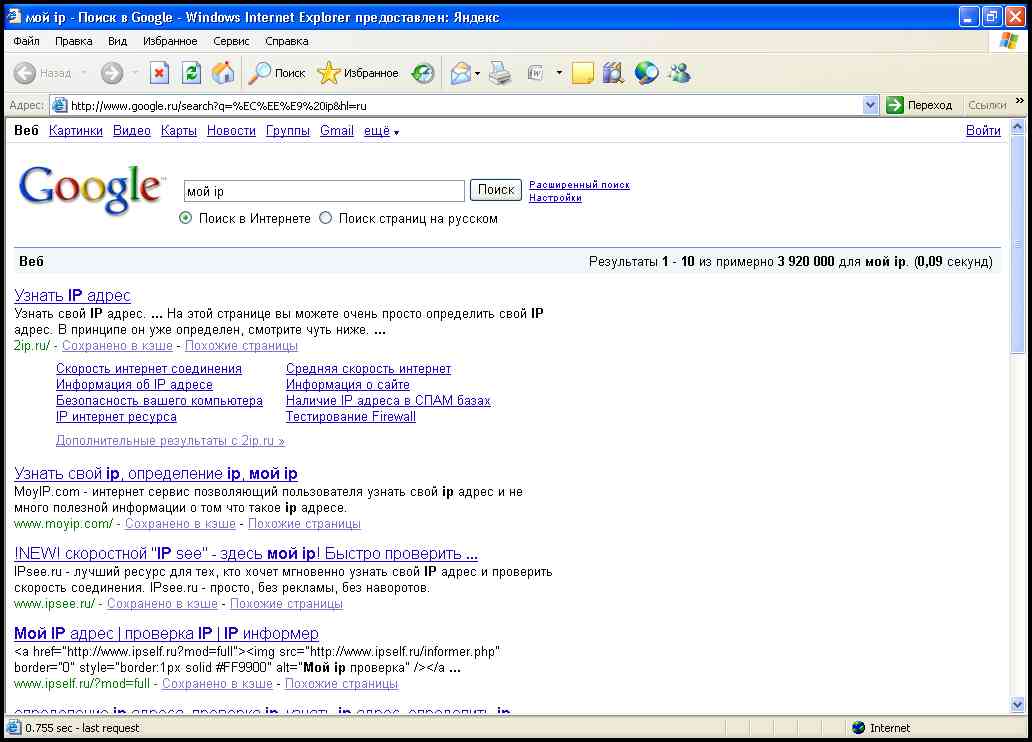 мой ip - Поиск в Google - Windows Internet Explorer предоставлен: Яндекс
Файл Правка Вид Избранное Сервис Справка
Назад Поиск Избранное
Адрес: http://www.google.ru/search?q=%EC%EE%E9%20ip&hl=ru Переход Ссылки »
Веб Картинки Видео Карты Новости Группы Gmail ещё Войти
Google™
мой ip Поиск Расширенный поиск
Настройки
Поиск в Интернете Поиск страниц на русском
Веб Результаты 1 - 10 из примерно 3 920 000 для мой ip. (0,09 секунд)
Узнать IP адрес
Узнать свой IP адрес. ... На этой странице вы можете очень просто определить свой IP
адрес. В принципе он уже определен, смотрите чуть ниже. ...
2ip.ru/ - Сохранено в кэше - Похожие страницы
Скорость интернет соединения Средняя скорость интернет
Информация об IP адресе Информация о сайте
Безопасность вашего компьютера Наличие IP адреса в СПАМ базах
IP интернет ресурса Тестирование Firewall
Дополнительные результаты с 2ip.ru »
Узнать свой ip, определение ip, мой ip
MoyIP.com - интернет сервис позволяющий пользователя узнать свой ip адрес и не
много полезной информации о том что такое ip адресе.
www.moyip.com/ - Сохранено в кэше - Похожие страницы
!NEW! скоростной "IP see" - здесь мой ip! Быстро проверить ...
IPsee.ru - лучший ресурс для тех, кто хочет мгновенно узнать свой IP адрес и проверить
скорость соединения. IPsee.ru - просто, без рекламы, без наворотов.
www.ipsee.ru/ - Сохранено в кэше - Похожие страницы
Мой IP адрес | проверка IP | IP информер
<a href="http://www.ipself.ru?mod=full"><img src="http://www.ipself.ru/informer.php"
border="0" style="border:1px solid #FF9900" alt="Мой ip проверка" /></a ...
www.ipself.ru/?mod=full - Сохранено в кэше - Похожие страницы
определение ip адреса, проверка ip, узнать ip адрес, определить ip
0.755 sec - last request Internet